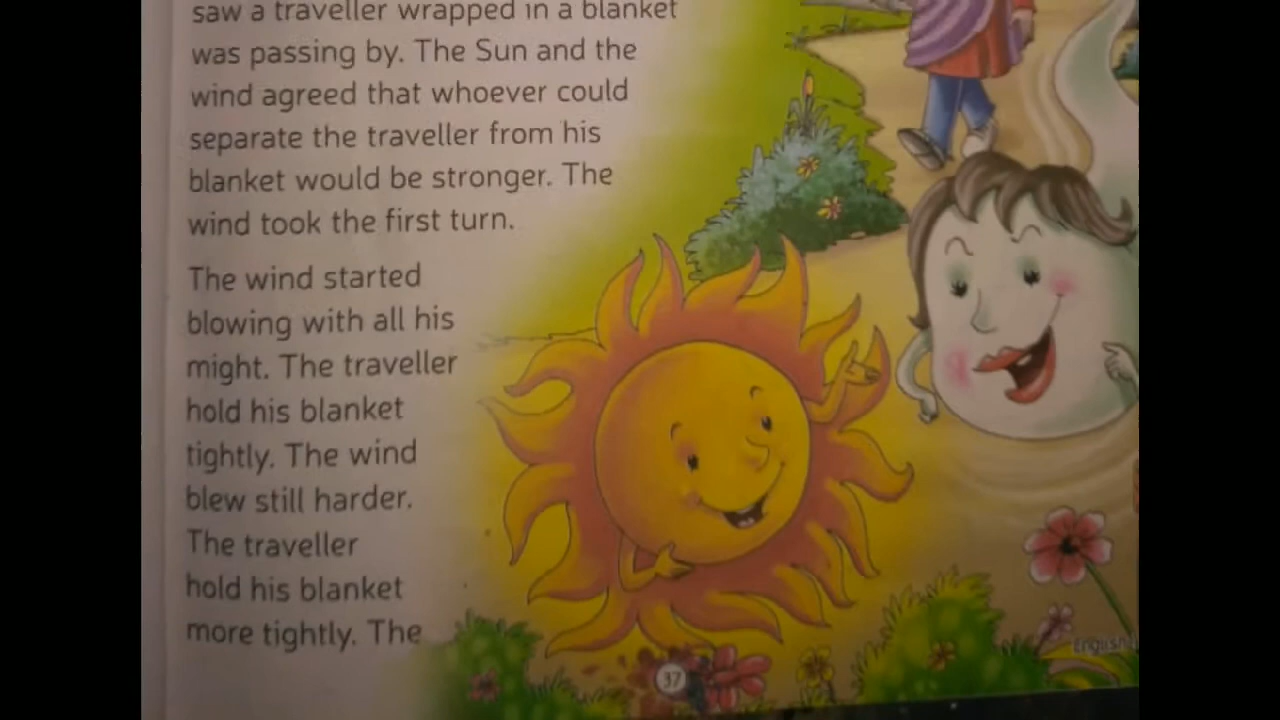 saw a traveller wrapped in a blanket
was passing by. The Sun and the
wind agreed that whoever could
separate the traveller from his
blanket would be stronger. The
wind took the first turn.
The wind started
blowing with all his
might. The traveller
hold his blanket
tightly. The wind
blew still harder.
The traveller
hold his blanket
more tightly. The
37
English